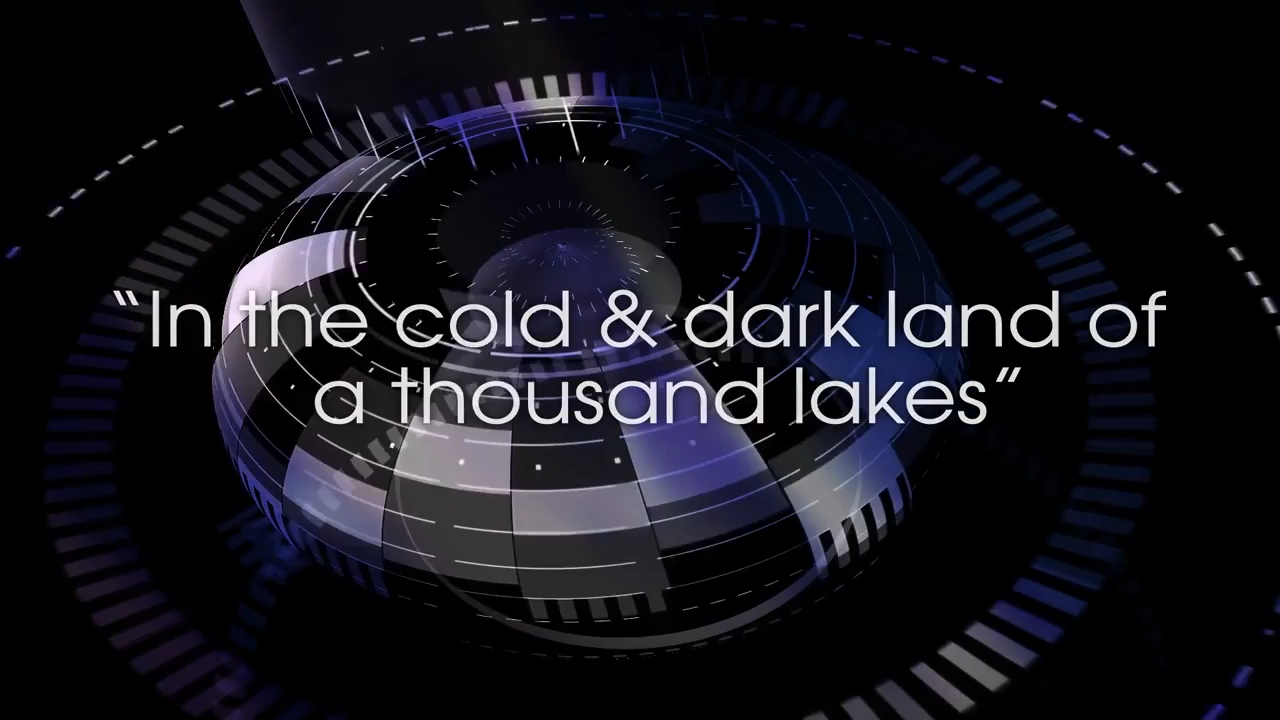 “In the cold & dark land of
a thousand lakes“